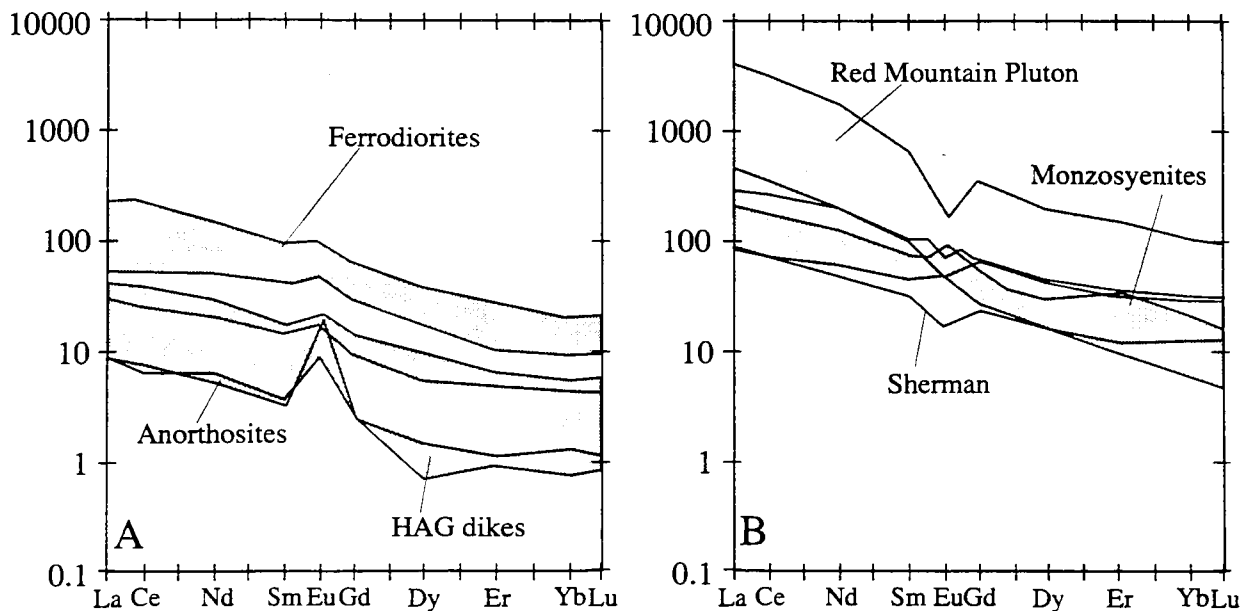 10000
1000
100
10
1
0.1
Ferrodiorites
Anorthosites
HAG dikes
A
La Ce Nd Sm Eu Gd Dy Er Yb Lu
10000
1000
100
10
1
0.1
Red Mountain Pluton
Monzosyenites
Sherman
B
La Ce Nd Sm Eu Gd Dy Er Yb Lu